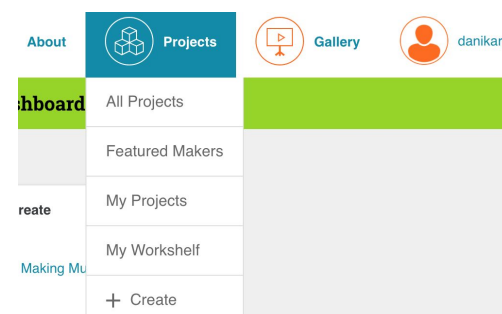 About Projects Gallery danikar
shboard
All Projects
Featured Makers
My Projects
reate
My Workshelf
Making Mu
+ Create